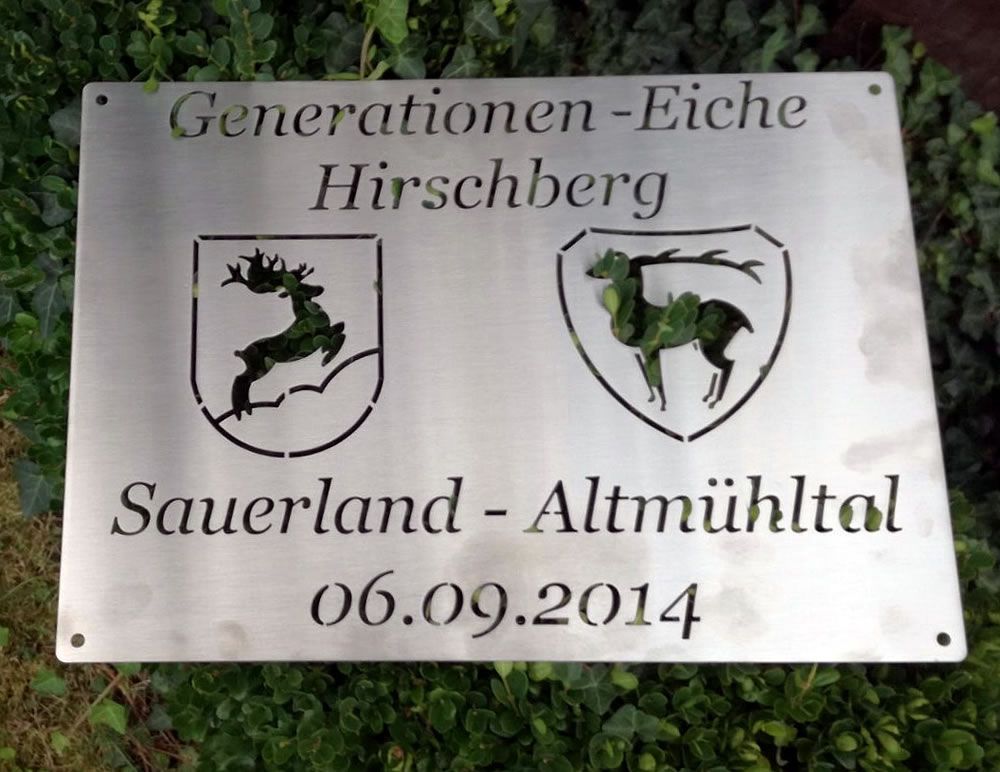 Generationen - Eiche
Hirschberg
Sauerland - Altmühltal
06.09.2014